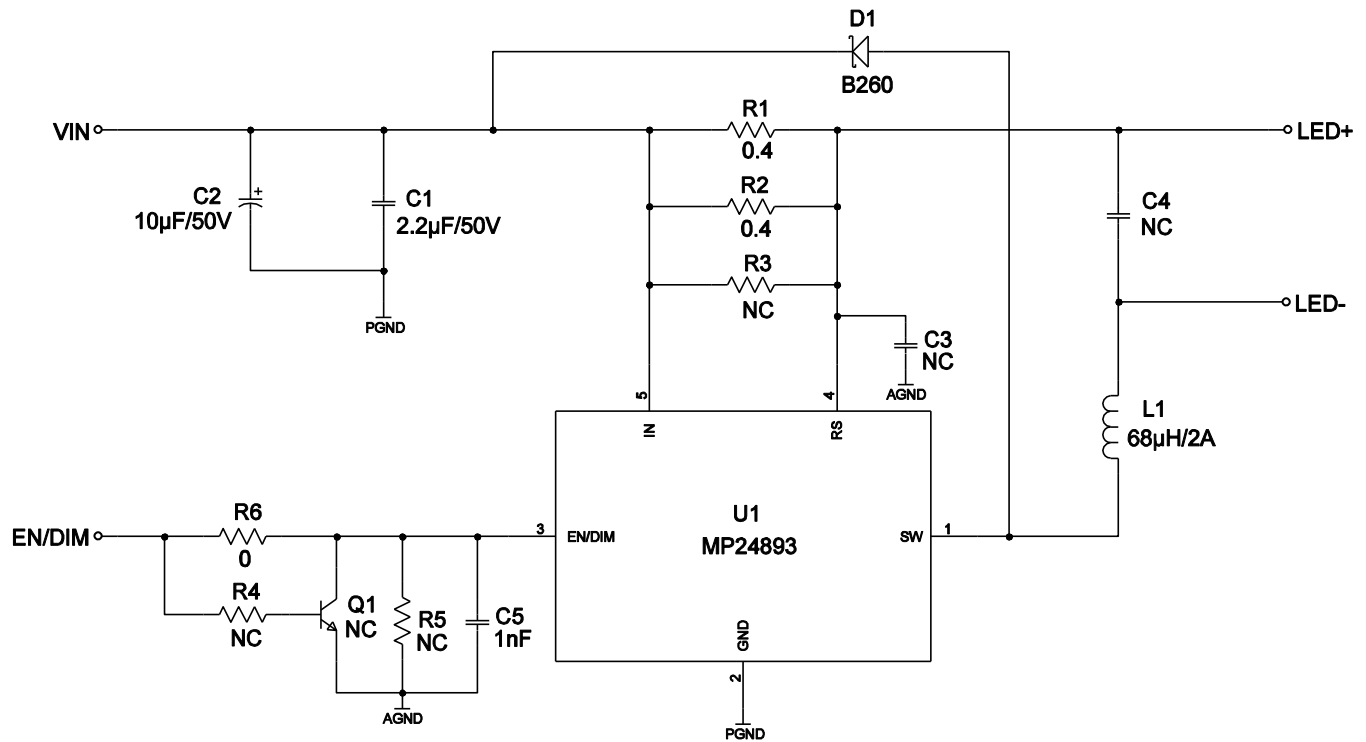 D1
B260
VIN
R1
0.4
LED+
C2
10µF/50V
+
C1
2.2µF/50V
R2
0.4
C4
NC
R3
NC
LED-
PGND
C3
NC
AGND
5
4
IN
RS
L1
68µH/2A
EN/DIM
R6
0
3
EN/DIM
U1
MP24893
SW
1
R4
NC
Q1
NC
R5
NC
C5
1nF
GND
2
AGND
PGND